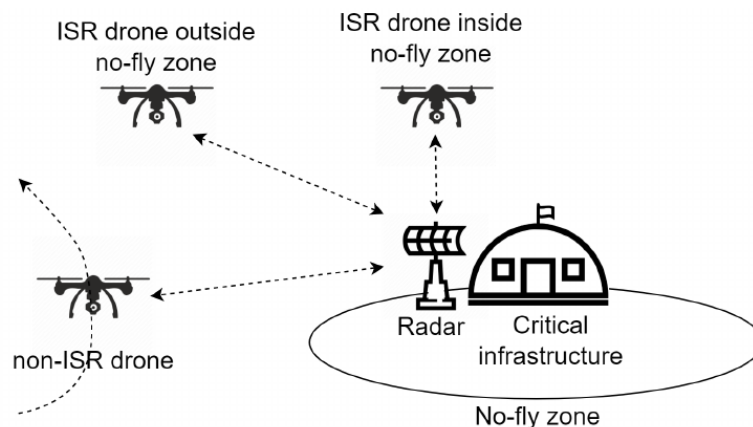 ISR drone outside
no-fly zone
ISR drone inside
no-fly zone
non-ISR drone
Radar
Critical
infrastructure
No-fly zone